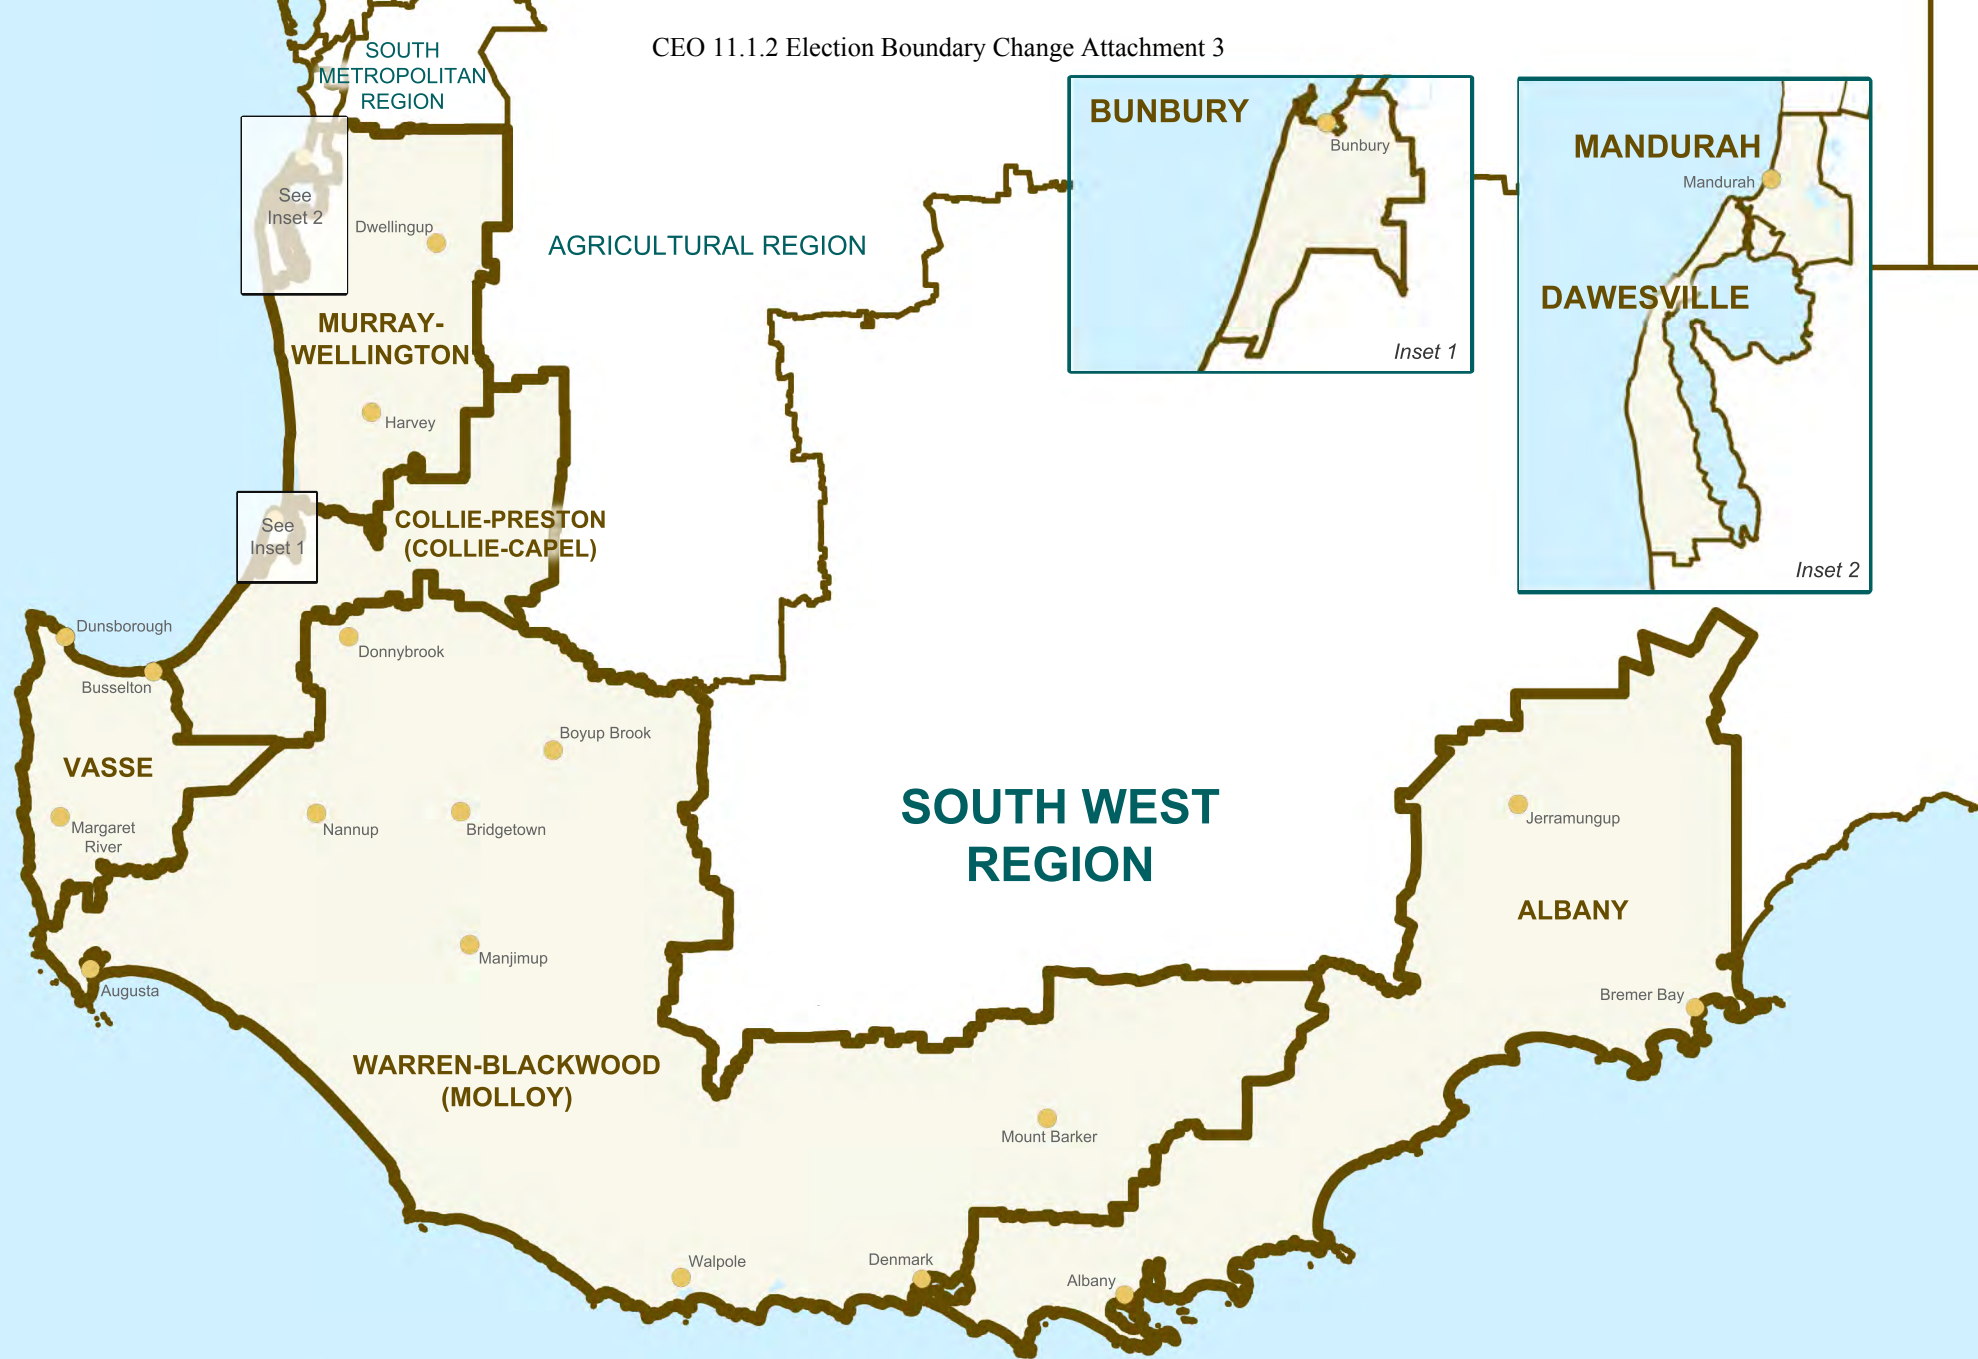 CEO 11.1.2 Election Boundary Change Attachment 3
SOUTH
METROPOLITAN
REGION
BUNBURY
Bunbury
Inset 1
MANDURAH
Mandurah
DAWESVILLE
Inset 2
See
Inset 2
Dwellingup
AGRICULTURAL REGION
MURRAY-
WELLINGTON
Harvey
See
Inset 1
COLLIE-PRESTON
(COLLIE-CAPEL)
Dunsborough
Busselton
Donnybrook
Boyup Brook
VASSE
Margaret
River
Nannup
Bridgetown
SOUTH WEST
REGION
Jerramungup
ALBANY
Manjimup
Augusta
Bremer Bay
WARREN-BLACKWOOD
(MOLLOY)
Mount Barker
Walpole
Denmark
Albany